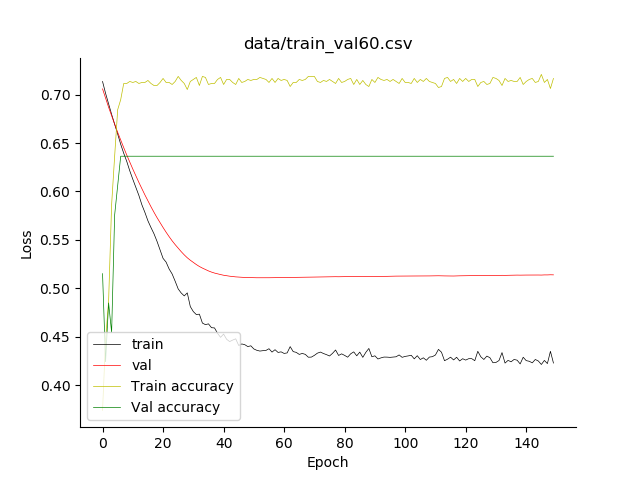 data/train_val60.csv
Loss
0.70
0.65
0.60
0.55
0.50
0.45
0.40
train
val
Train accuracy
Val accuracy
0 20 40 60 80 100 120 140
Epoch